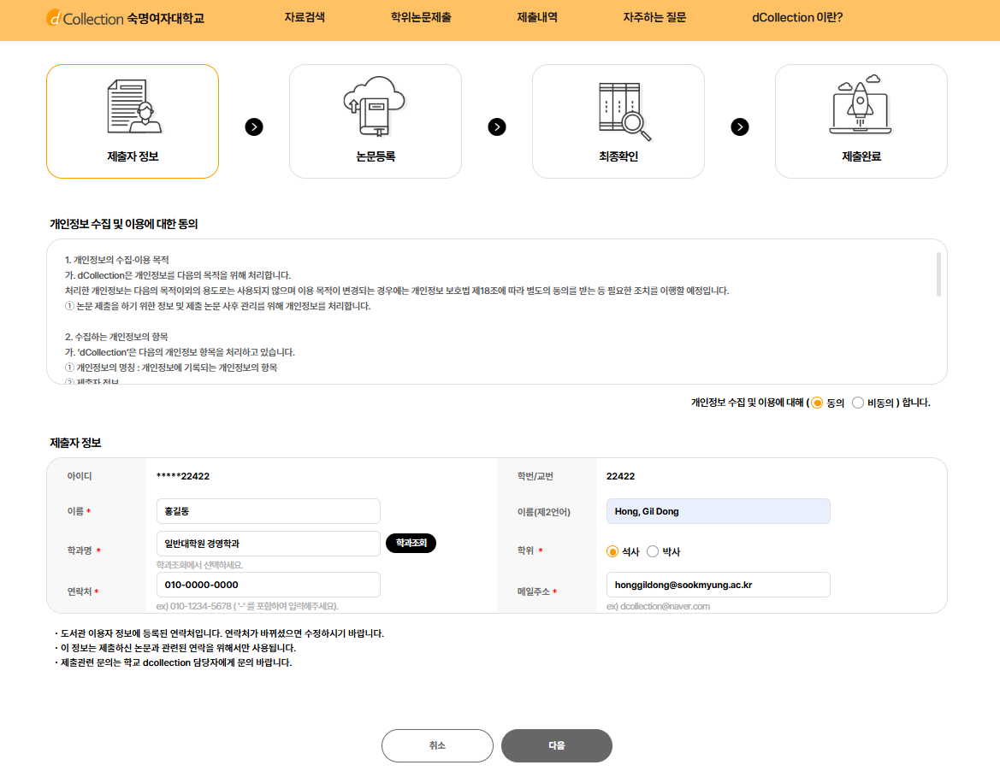 dCollection 숙명여자대학교
자료검색
학위논문제출
제출내역
자주하는 질문
dCollection 이란?
제출자 정보
논문등록
최종확인
제출완료
개인정보 수집 및 이용에 대한 동의
1. 개인정보의 수집·이용 목적
가. dCollection은 개인정보를 다음의 목적을 위해 처리합니다.
처리한 개인정보는 다음의 목적이외의 용도로는 사용되지 않으며 이용 목적이 변경되는 경우에는 개인정보 보호법 제18조에 따라 별도의 동의를 받는 등 필요한 조치를 이행할 예정입니다.
① 논문 제출을 하기 위한 정보 및 제출 논문 사후 관리를 위해 개인정보를 처리합니다.
2. 수집하는 개인정보의 항목
가. ‘dCollection’은 다음의 개인정보 항목을 처리하고 있습니다.
① 개인정보의 명칭 : 개인정보에 기록되는 개인정보의 항목
② 제출자 정보
개인정보 수집 및 이용에 대해 ( 동의 비동의 ) 합니다.
제출자 정보
아이디 *****22422 학번/교번 22422
이름 * 홍길동 이름(제2언어) Hong, Gil Dong
학과명 * 일반대학원 경영학과 학과조회 학위 * 석사 박사
학과조회에서 선택하세요.
연락처 * 010-0000-0000 메일주소 * honggildong@sookmyung.ac.kr
ex) 010-1234-5678 ( '-' 를 포함하여 입력해주세요). ex) dcollection@naver.com
· 도서관 이용자 정보에 등록된 연락처입니다. 연락처가 바뀌셨으면 수정하시기 바랍니다.
· 이 정보는 제출하신 논문과 관련된 연락을 위해서만 사용됩니다.
· 제출관련 문의는 학교 dcollection 담당자에게 문의 바랍니다.
취소
다음